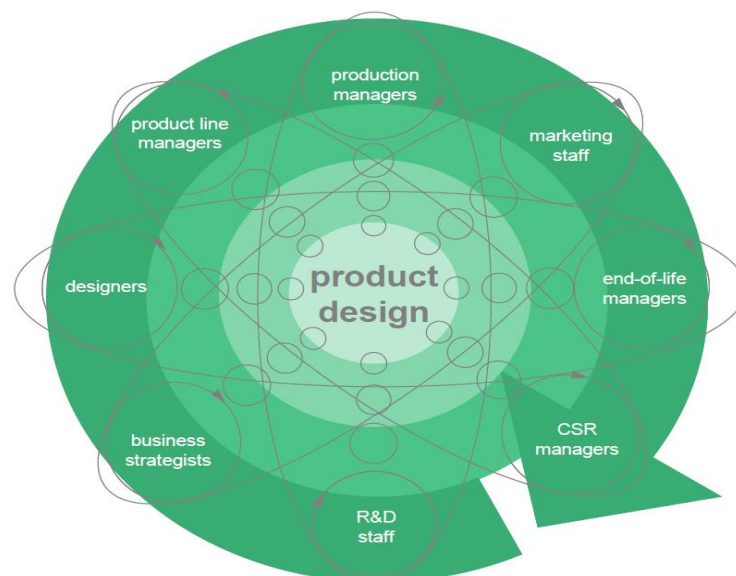 production
managers
product line
managers
marketing
staff
designers
product
design
end-of-life
managers
business
strategists
CSR
managers
R&D
staff